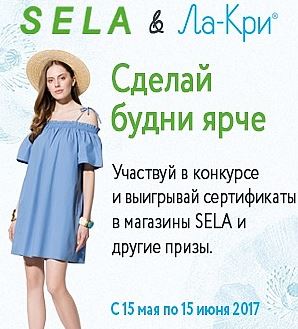 SELA & Ла-Кри®
Сделай
будни ярче
Участвуй в конкурсе
и выигрывай сертификаты
в магазины SELA и
другие призы.
С 15 мая по 15 июня 2017